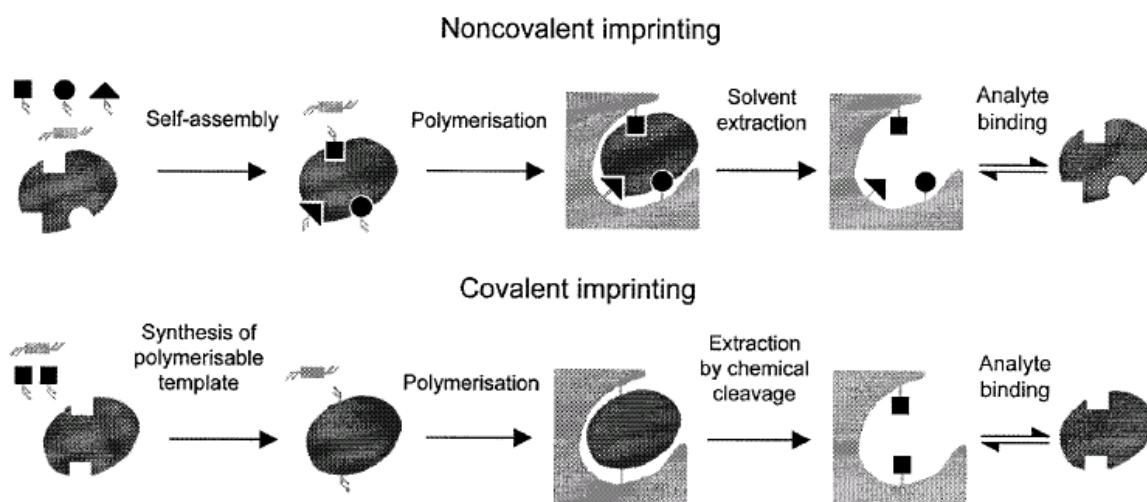 Noncovalent imprinting
Self-assembly
Polymerisation
Solvent
extraction
Analyte
binding
Covalent imprinting
Synthesis of
polymerisable
template
Polymerisation
Extraction
by chemical
cleavage
Analyte
binding